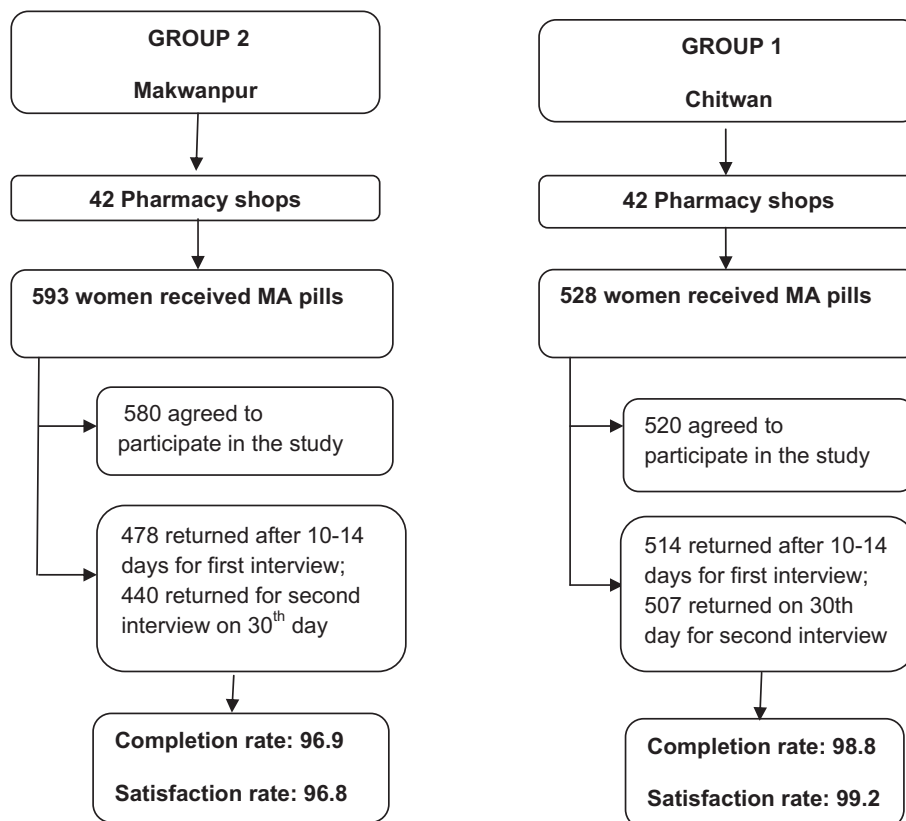 GROUP 2
Makwanpur
42 Pharmacy shops
593 women received MA pills
580 agreed to
participate in the study
478 returned after 10-14
days for first interview;
440 returned for second
interview on 30th day
Completion rate: 96.9
Satisfaction rate: 96.8
GROUP 1
Chitwan
42 Pharmacy shops
528 women received MA pills
520 agreed to
participate in the study
514 returned after 10-14
days for first interview;
507 returned on 30th
day for second interview
Completion rate: 98.8
Satisfaction rate: 99.2